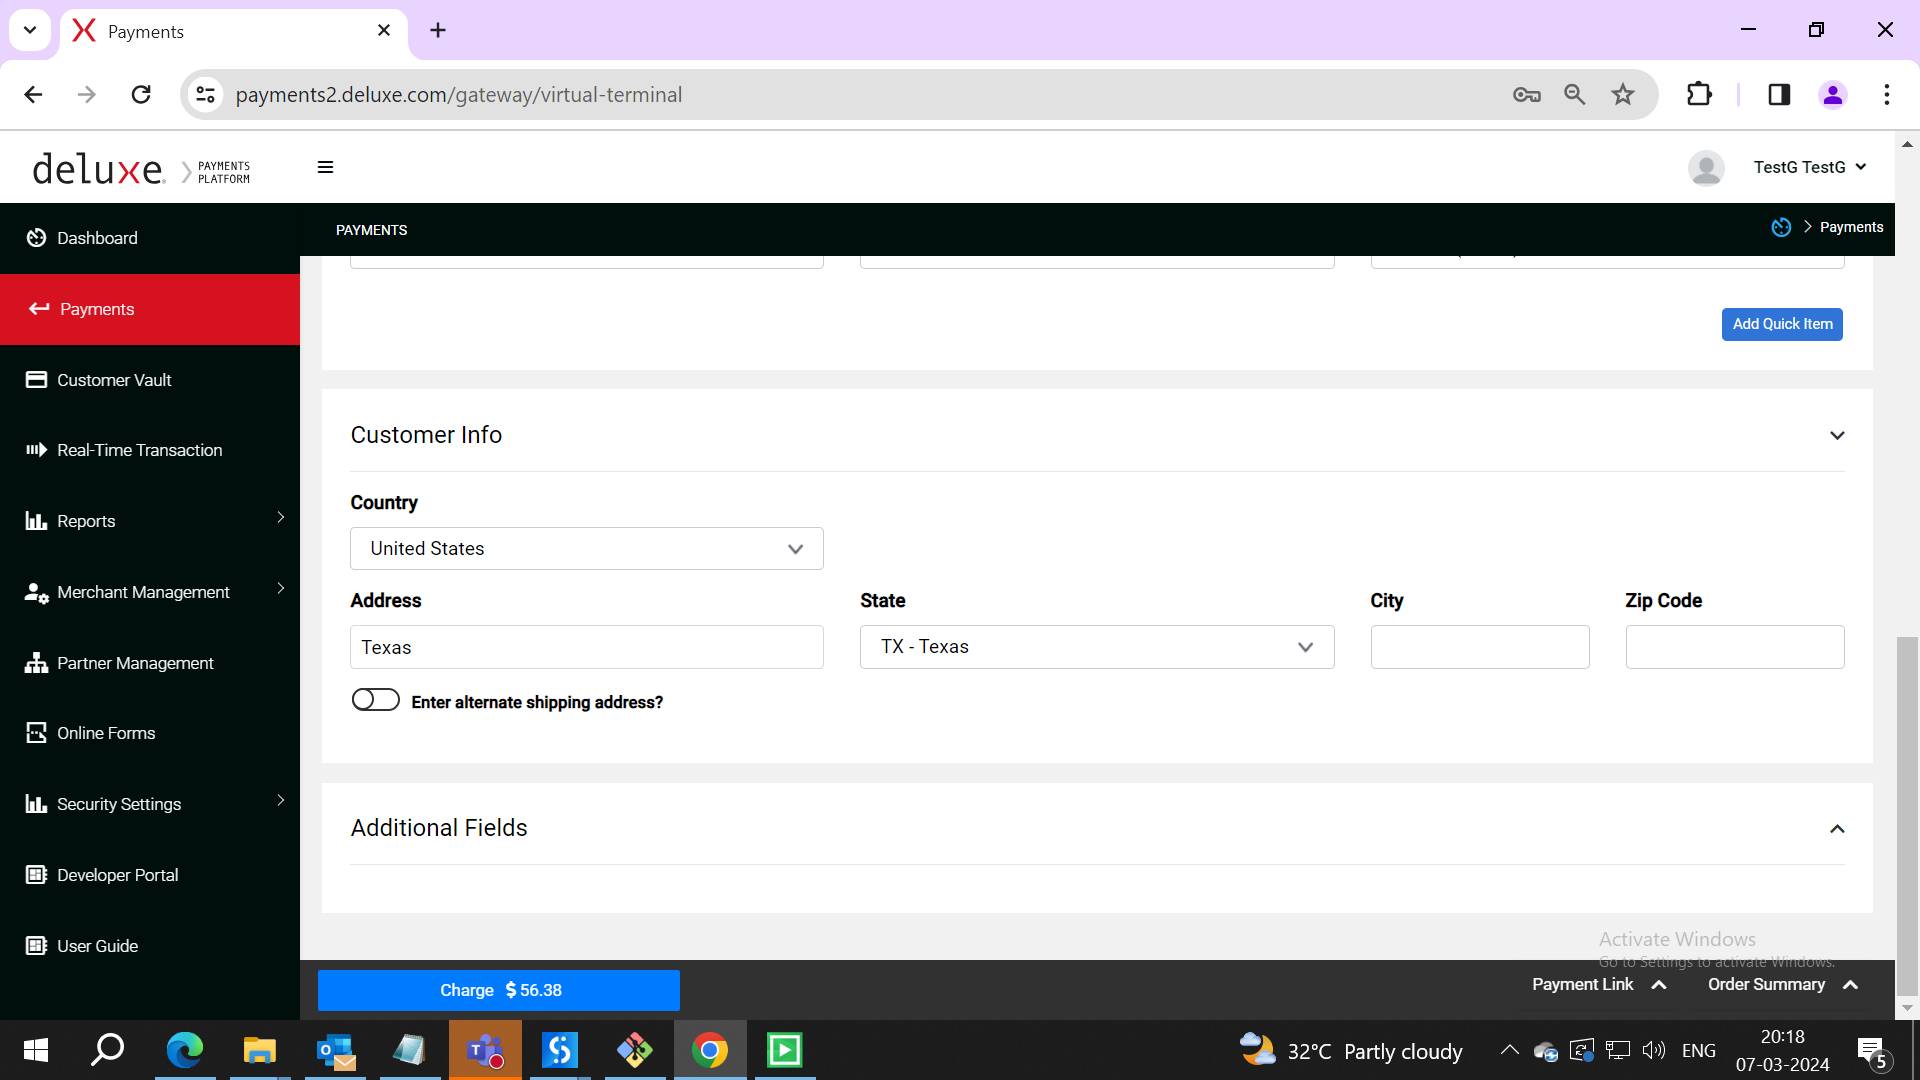 Payments
payments2.deluxe.com/gateway/virtual-terminal
deluxe. PAYMENTS PLATFORM
TestG TestG
PAYMENTS
Payments
Dashboard
Payments
Customer Vault
Real-Time Transaction
Reports
Merchant Management
Partner Management
Online Forms
Security Settings
Developer Portal
User Guide
Add Quick Item
Customer Info
Country
United States
Address State City Zip Code
Texas TX - Texas
Enter alternate shipping address?
Additional Fields
Activate Windows
Go to Settings to activate Windows.
Charge $ 56.38 Payment Link Order Summary
32°C Partly cloudy ENG 20:18
07-03-2024 5